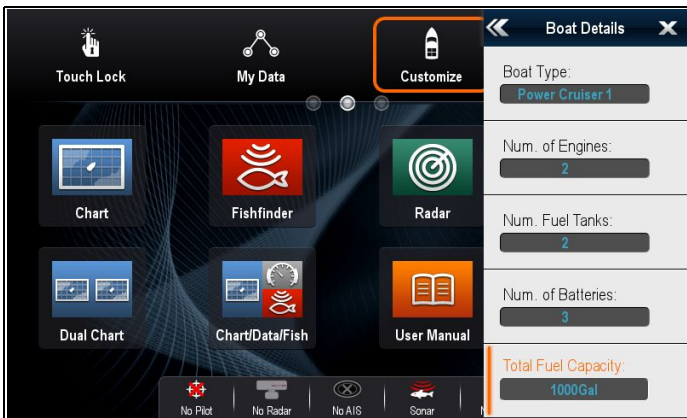 Touch Lock
My Data
Customize
Chart
Fishfinder
Radar
Dual Chart
Chart/Data/Fish
User Manual
No Pilot
No Radar
No AIS
Sonar
Boat Details
Boat Type:
Power Cruiser 1
Num. of Engines:
2
Num. Fuel Tanks:
2
Num. of Batteries:
3
Total Fuel Capacity:
1000Gal